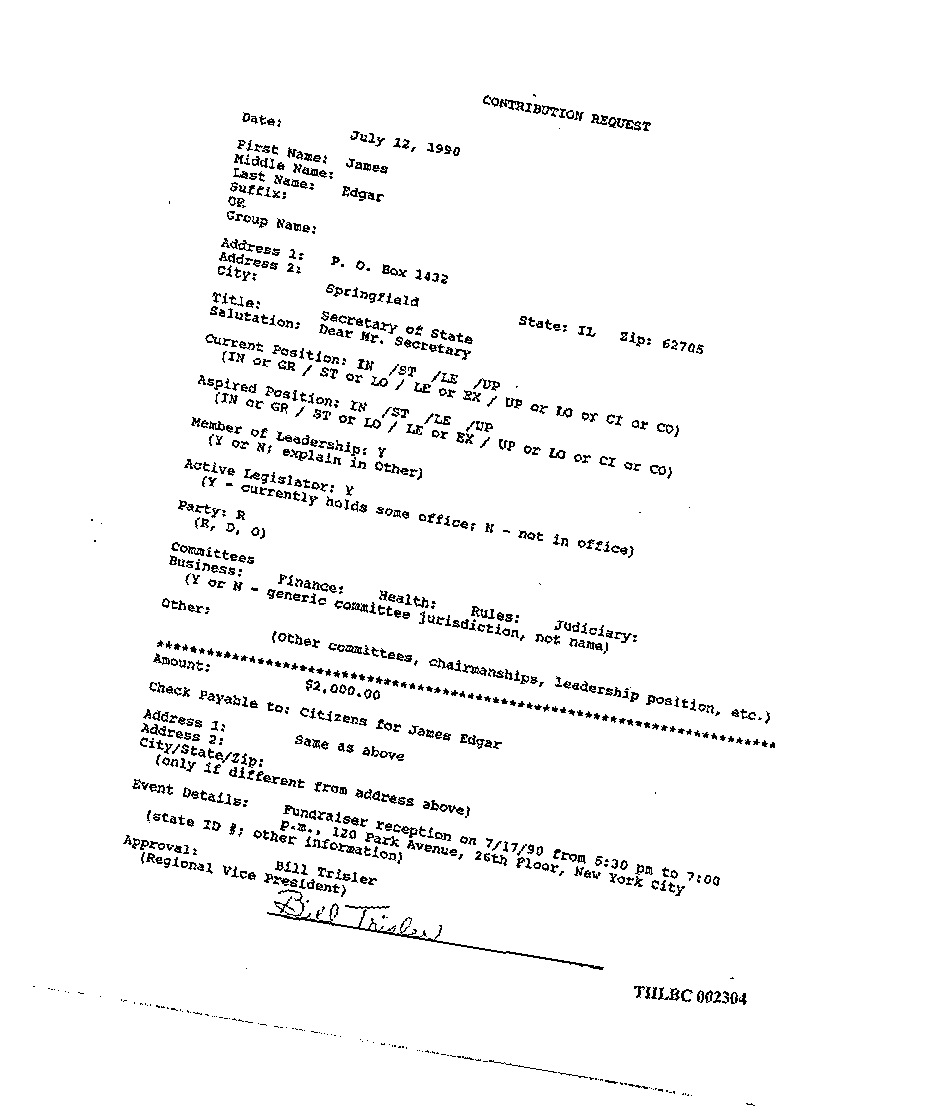 CONTRIBUTION REQUEST
Date: July 12, 1990
First Name: James
Middle Name:
Last Name: Edgar
Suffix:
OR
Group Name:
Address 1: P. O. Box 1432
Address 2:
City: Springfield State: IL Zip: 62705
Title: Secretary of State
Salutation: Dear Mr. Secretary
Current Position: IN /ST /LE /UP
(IN or GR / ST or LO / LE or EX / UP or LO or CI or CO)
Aspired Position: IN /ST /LE /UP
(IN or GR / ST or LO / LE or EX / UP or LO or CI or CO)
Member of Leadership: Y
(Y or N; explain in Other)
Active Legislator: Y
(Y - currently holds some office; N - not in office)
Party: R
(R, D, O)
Committees
Business: Finance: Health: Rules: Judiciary:
(Y or N - generic committee jurisdiction, not name)
Other:
(Other committees, chairmanships, leadership position, etc.)
******************************************************************************
Amount: $2,000.00
Check Payable to: Citizens for James Edgar
Address 1: Same as above
Address 2:
City/State/Zip:
(only if different from address above)
Event Details: Fundraiser reception on 7/17/90 from 5:30 pm to 7:00
p.m., 120 Park Avenue, 26th Floor, New York City
(state ID #; other information)
Approval: Bill Trisler
(Regional Vice President)
Bill Trisler
TIILBC 002304